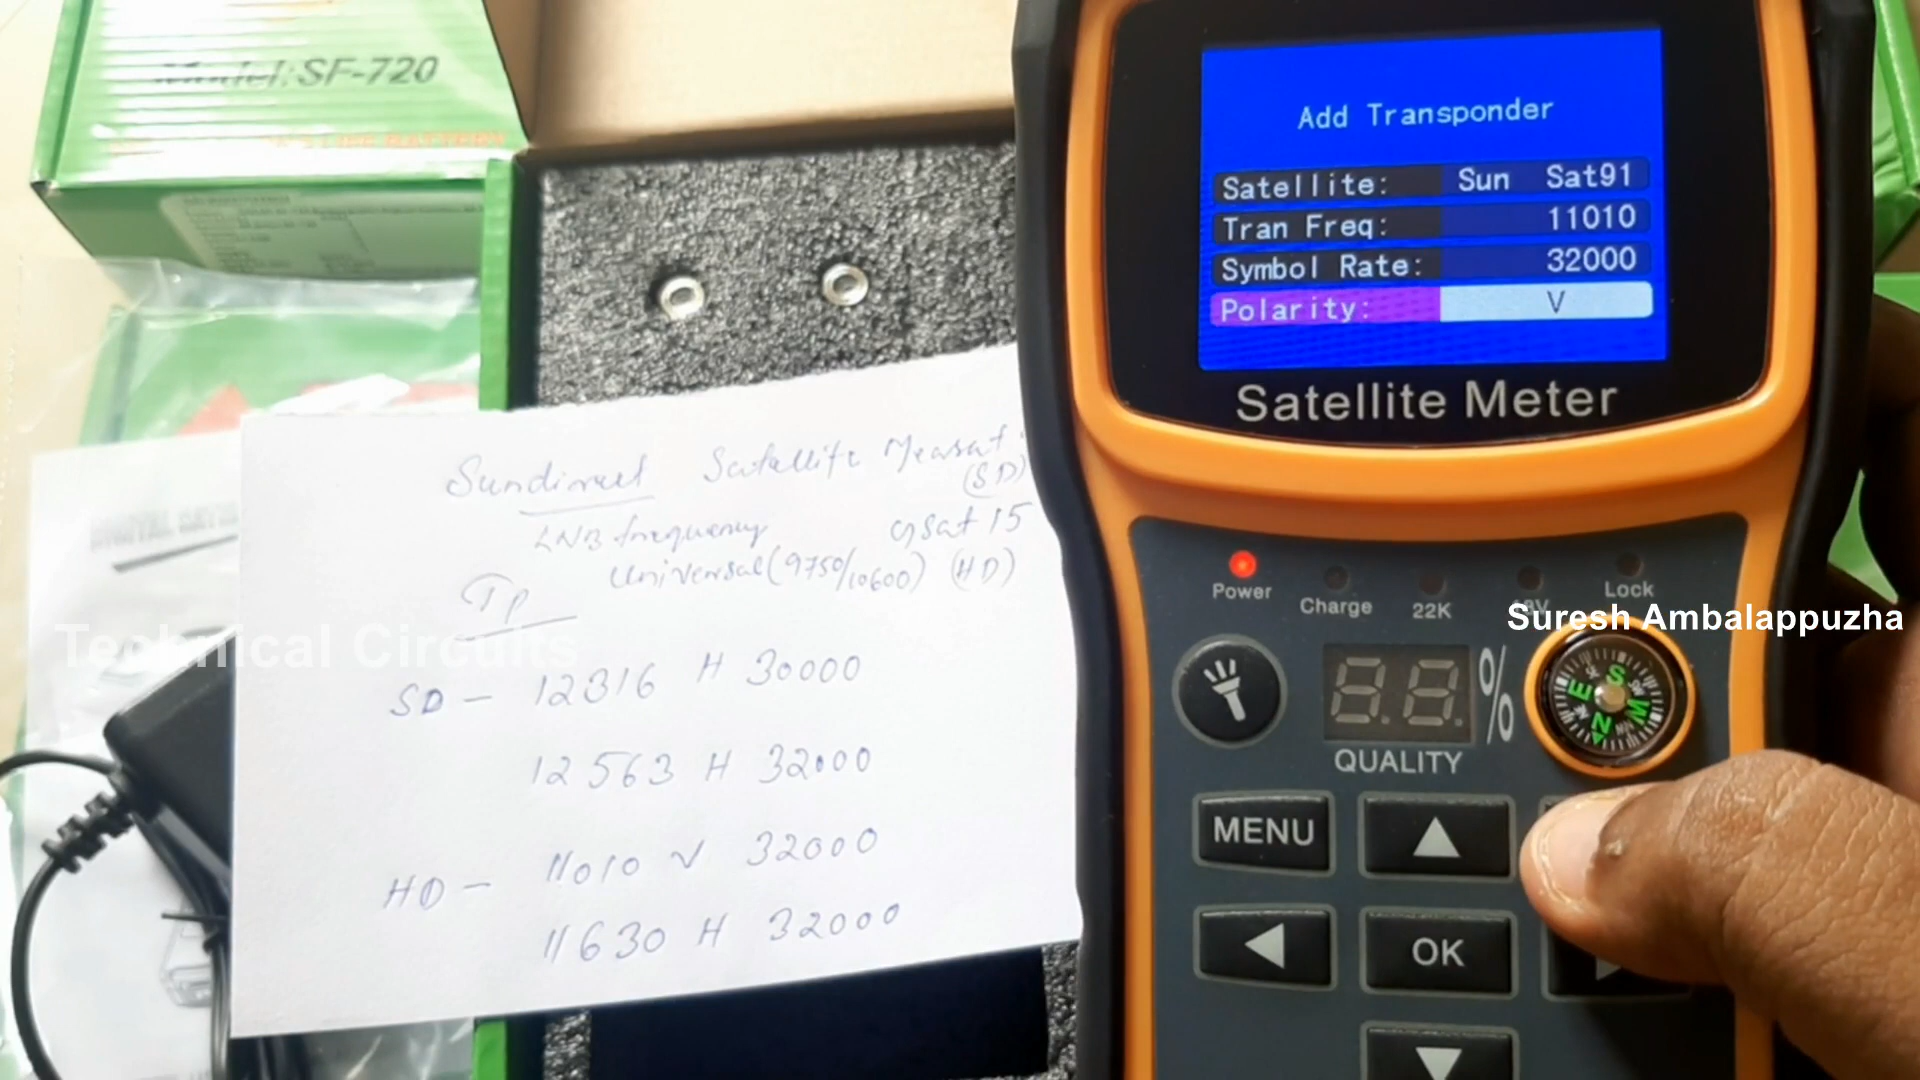 Model: SF-720
Add Transponder
Satellite: Sun Sat91
Tran Freq: 11010
Symbol Rate: 32000
Polarity: V
Satellite Meter
Sundirect Satellite Measat
(SD)
LNB frequency Gsat 15
Universal (9750/10600) (HD)
TP
SD - 12316 H 30000
12563 H 32000
HD - 11010 V 32000
11630 H 32000
Technical Circuits
Power
Charge
22K
18V
Lock
Suresh Ambalappuzha
%
QUALITY
S
E
W
N
MENU
OK